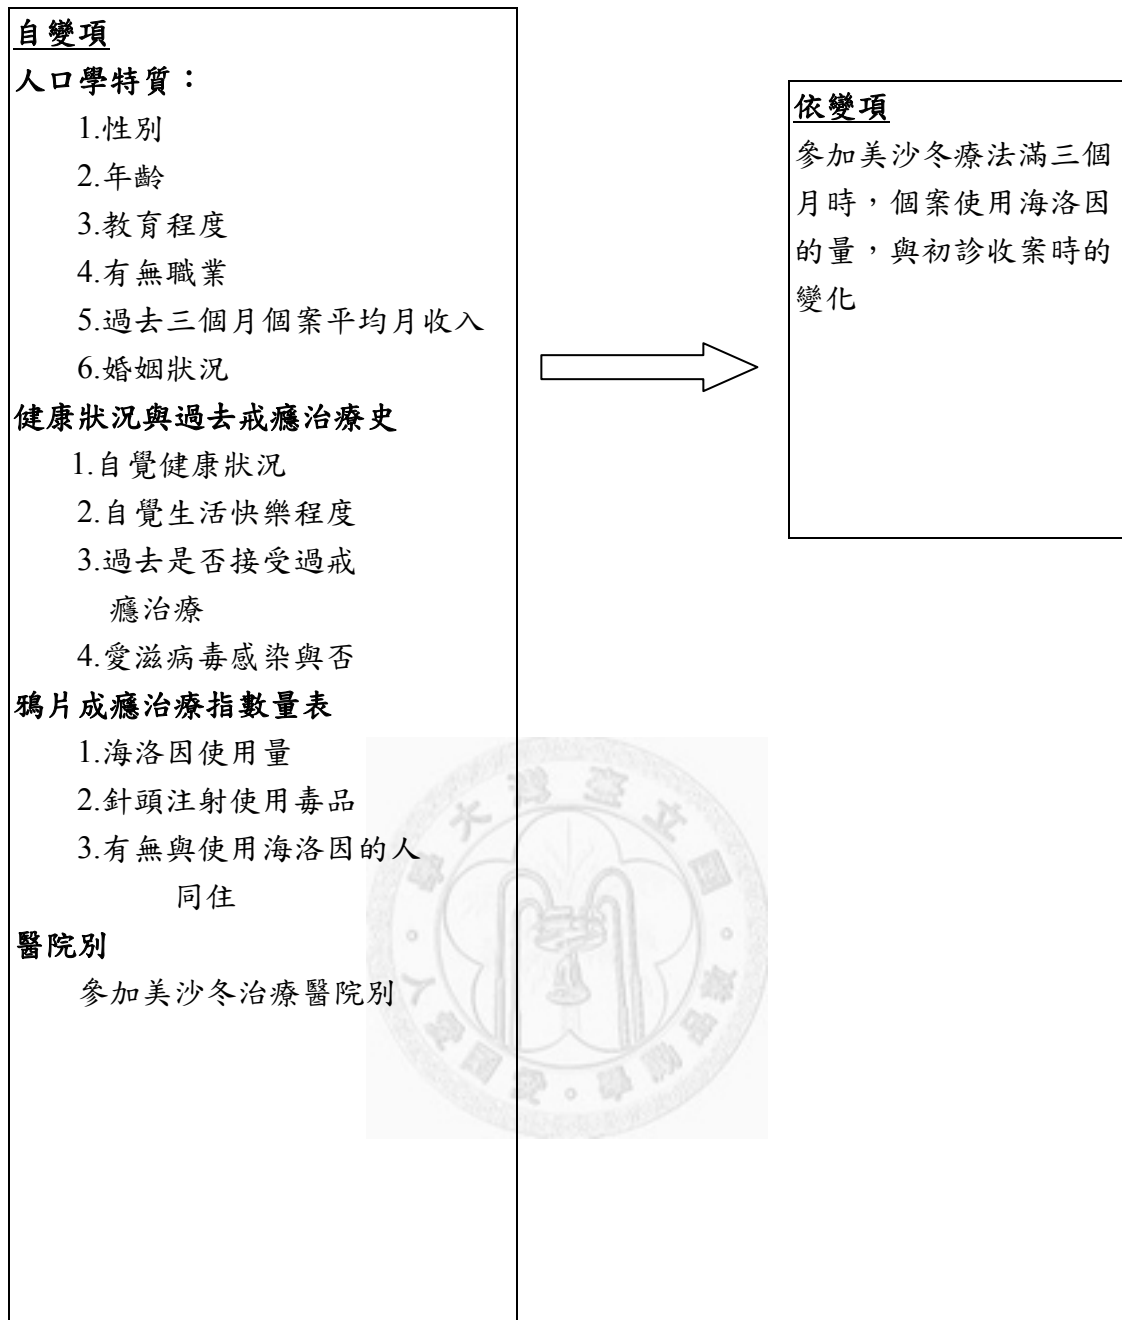 自變項
人口學特質：
1.性別
2.年齡
3.教育程度
4.有無職業
5.過去三個月個案平均月收入
6.婚姻狀況
健康狀況與過去戒癮治療史
1.自覺健康狀況
2.自覺生活快樂程度
3.過去是否接受過戒
癮治療
4.愛滋病毒感染與否
鴉片成癮治療指數量表
1.海洛因使用量
2.針頭注射使用毒品
3.有無與使用海洛因的人
同住
醫院別
參加美沙冬治療醫院別
依變項
參加美沙冬療法滿三個
月時，個案使用海洛因
的量，與初診收案時的
變化